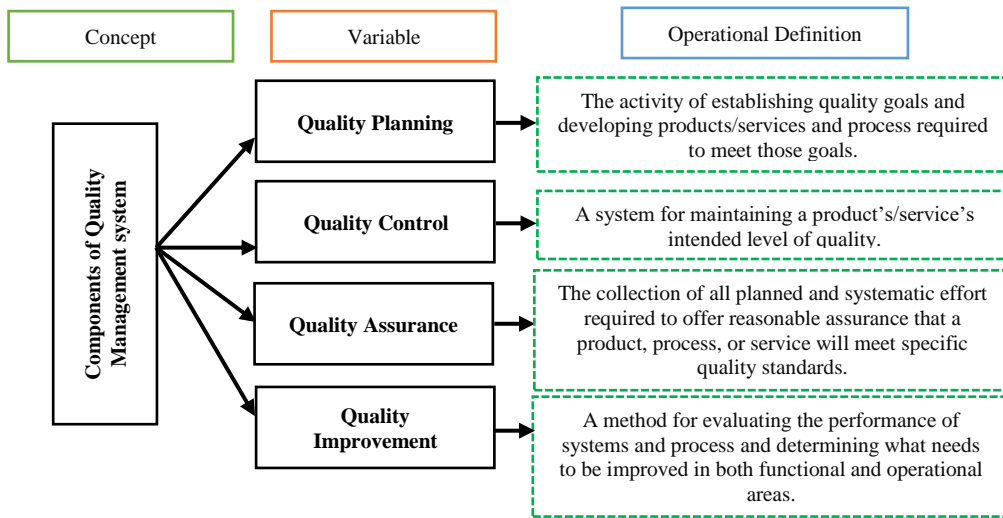 Concept
Variable
Operational Definition
Components of Quality
Management system
Quality Planning
The activity of establishing quality goals and
developing products/services and process required
to meet those goals.
Quality Control
A system for maintaining a product's/service's
intended level of quality.
Quality Assurance
The collection of all planned and systematic effort
required to offer reasonable assurance that a
product, process, or service will meet specific
quality standards.
Quality
Improvement
A method for evaluating the performance of
systems and process and determining what needs
to be improved in both functional and operational
areas.